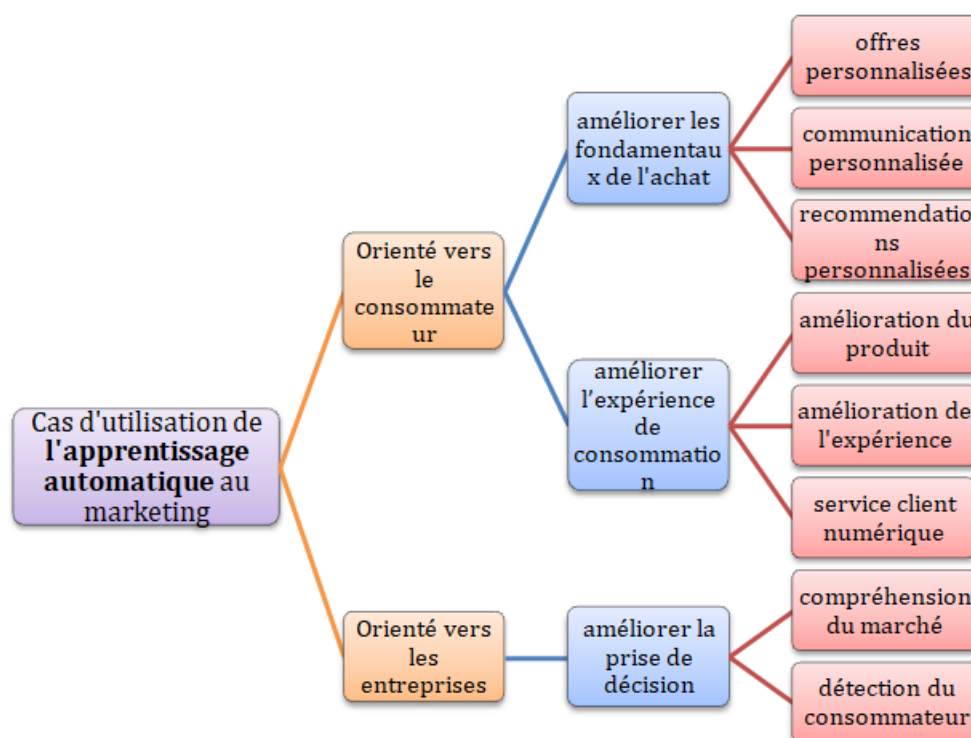 Cas d'utilisation de
l'apprentissage
automatique au
marketing
Orienté vers
le
consommate
ur
améliorer les
fondamentau
x de l'achat
offres
personnalisées
communication
personnalisée
recommendatio
ns
personnalisées
améliorer
l’expérience
de
consommatio
n
amélioration du
produit
amélioration de
l'expérience
service client
numérique
Orienté vers
les
entreprises
améliorer la
prise de
décision
compréhension
du marché
détection du
consommateur